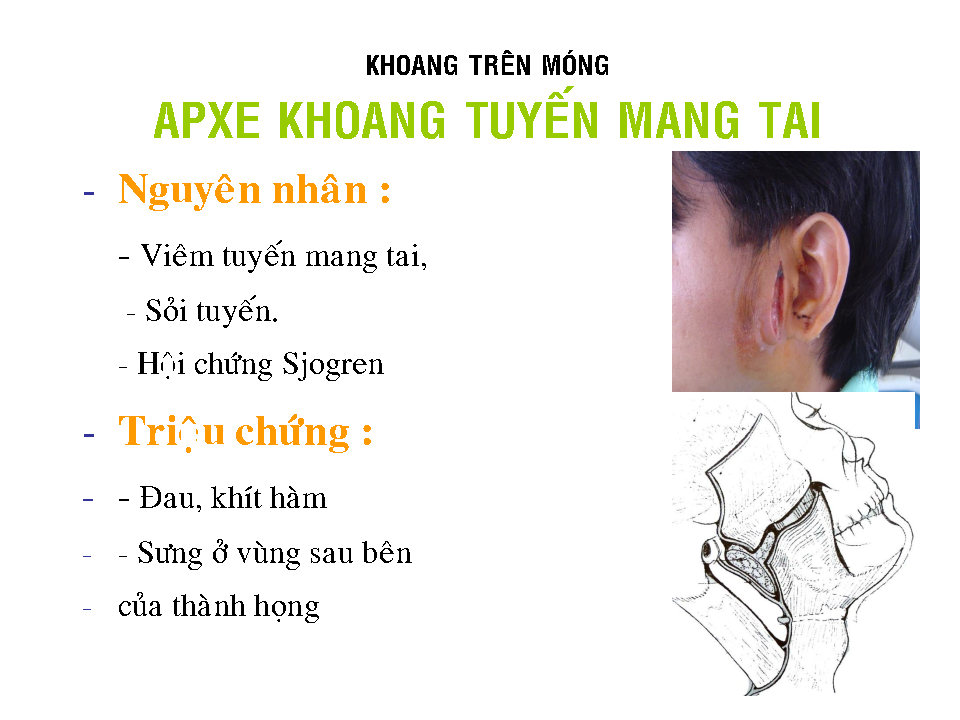 KHOANG TRÊN MÓNG
APXE KHOANG TUYẾN MANG TAI
- Nguyên nhân :
- Viêm tuyến mang tai,
- Sỏi tuyến.
- Hội chứng Sjogren
- Triệu chứng :
- - Đau, khít hàm
- - Sưng ở vùng sau bên
- của thành họng